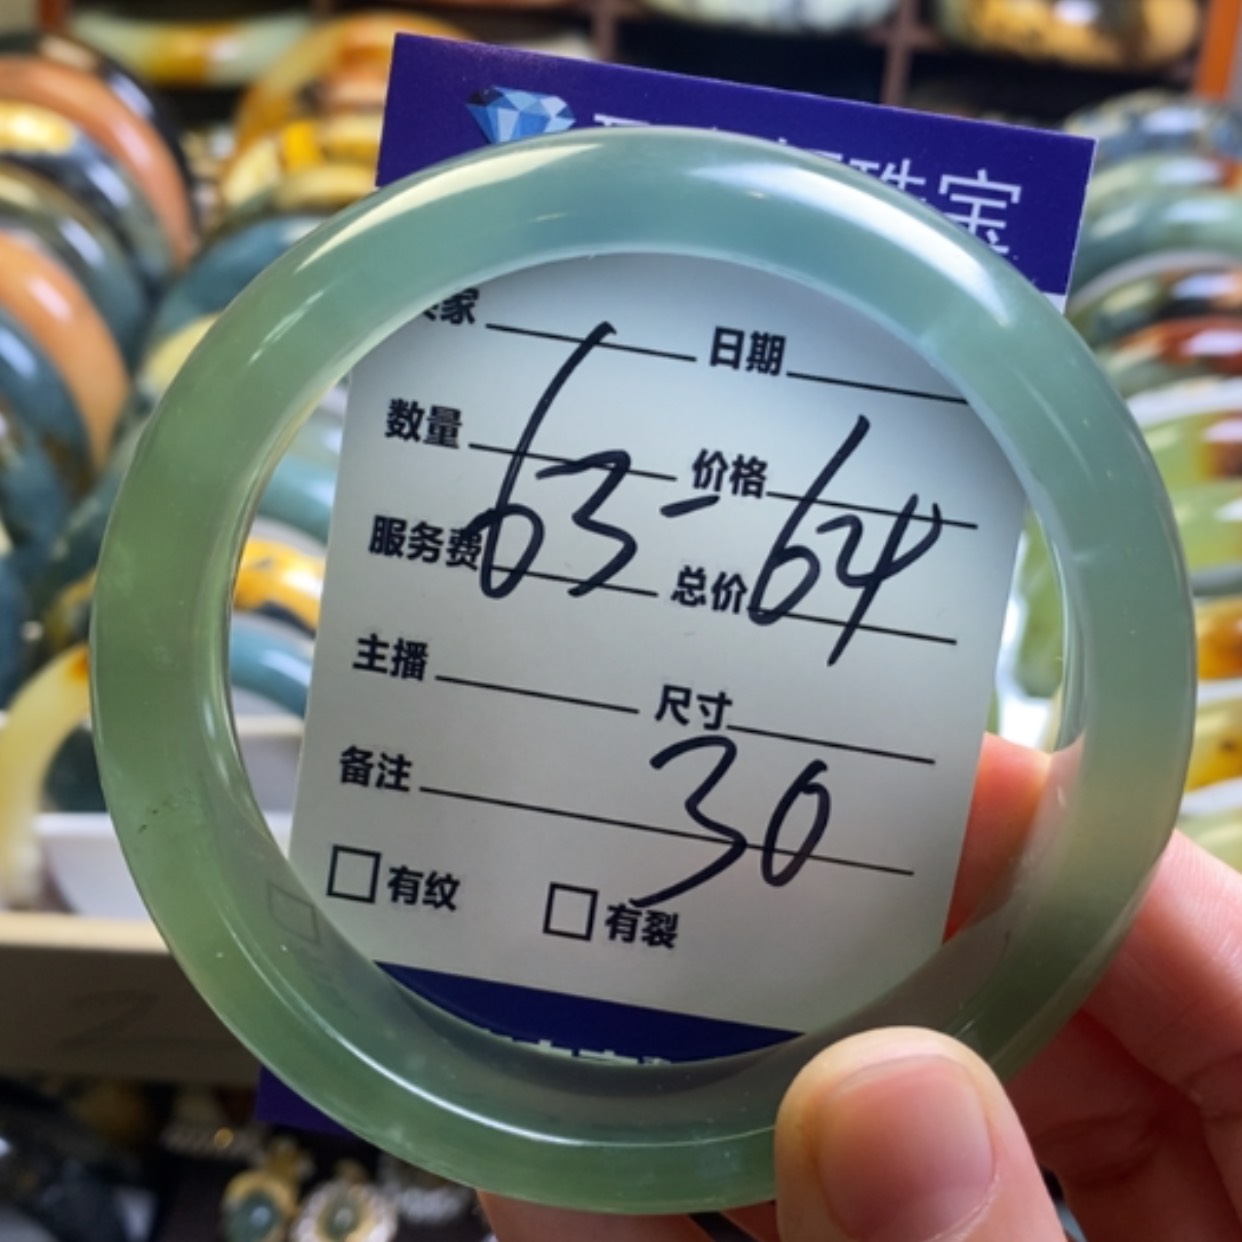 珠宝
家 日期
数量 价格
63-64
服务费 总价
主播 尺寸
30
备注
有纹 有裂